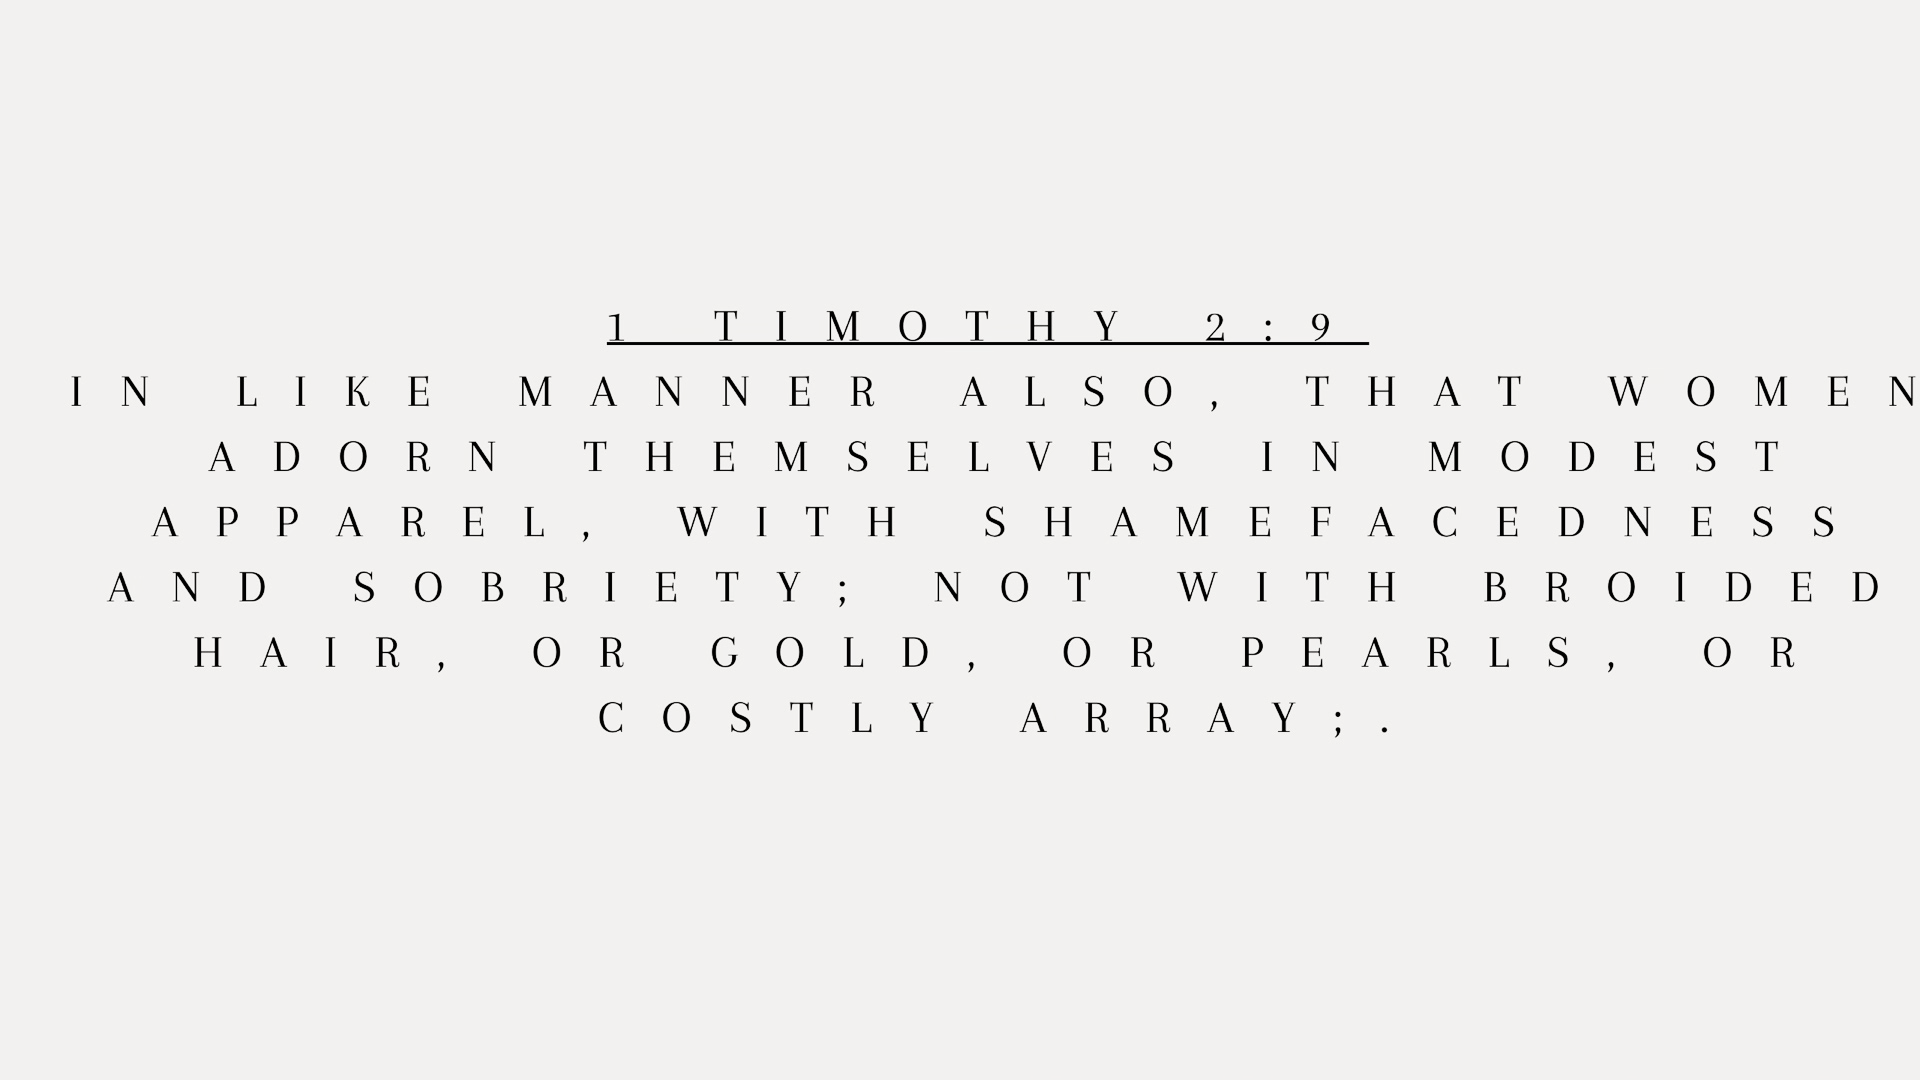 1 TIMOTHY 2:9
IN LIKE MANNER ALSO, THAT WOMEN
ADORN THEMSELVES IN MODEST
APPAREL, WITH SHAMEFACEDNESS
AND SOBRIETY; NOT WITH BROIDED
HAIR, OR GOLD, OR PEARLS, OR
COSTLY ARRAY;.